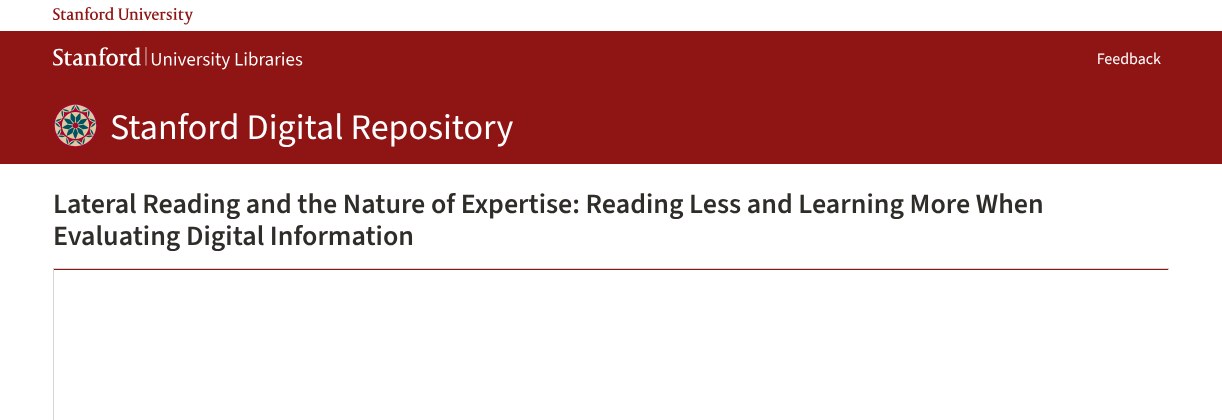 Stanford University
Stanford University Libraries
Feedback
Stanford Digital Repository
Lateral Reading and the Nature of Expertise: Reading Less and Learning More When
Evaluating Digital Information